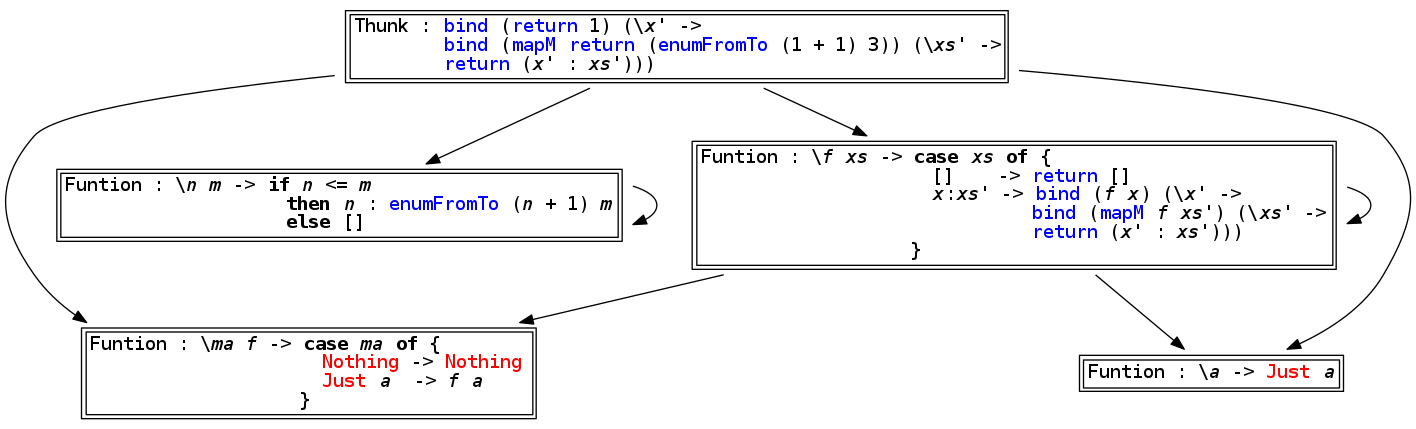 Thunk : bind (return 1) (\x' ->
bind (mapM return (enumFromTo (1 + 1) 3)) (\xs' ->
return (x' : xs')))
Funtion : \n m -> if n <= m
then n : enumFromTo (n + 1) m
else []
Funtion : \f xs -> case xs of {
[] -> return []
x:xs' -> bind (f x) (\x' ->
bind (mapM f xs') (\xs' ->
return (x' : xs')))
}
Funtion : \ma f -> case ma of {
Nothing -> Nothing
Just a -> f a
}
Funtion : \a -> Just a